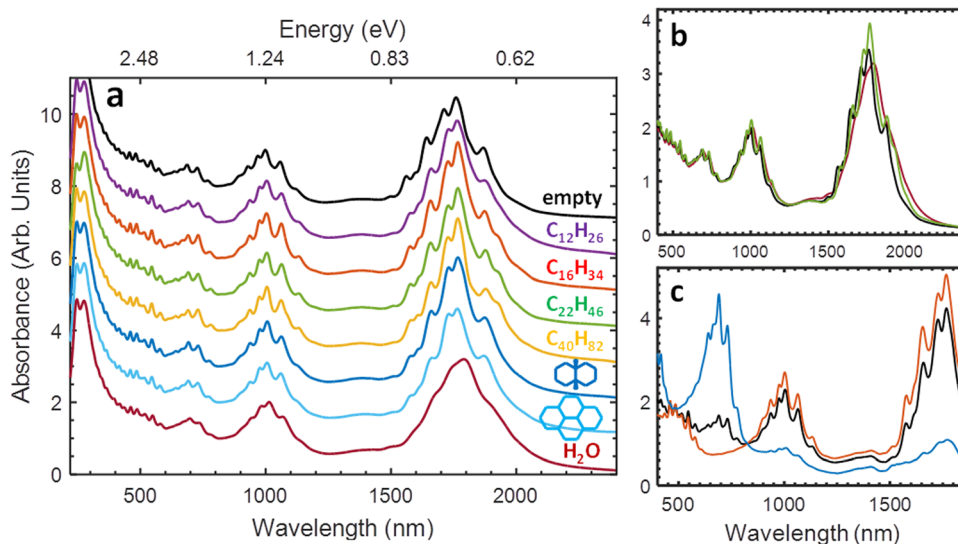 Energy (eV)
2.48 1.24 0.83 0.62
a
Absorbance (Arb. Units)
10
8
6
4
2
0
empty
C₁₂H₂₆
C₁₆H₃₄
C₂₂H₄₆
C₄₀H₈₂
H₂O
500 1000 1500 2000
Wavelength (nm)
b
4
3
2
1
0
500 1000 1500 2000
c
4
2
0
500 1000 1500
Wavelength (nm)